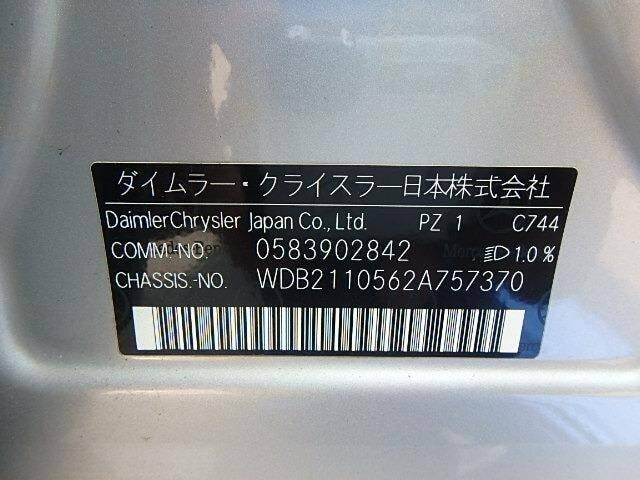 ダイムラー・クライスラー日本株式会社
DaimlerChrysler Japan Co., Ltd. PZ 1 C744
COMM.-NO. 0583902842 1.0 %
CHASSIS.-NO. WDB2110562A757370